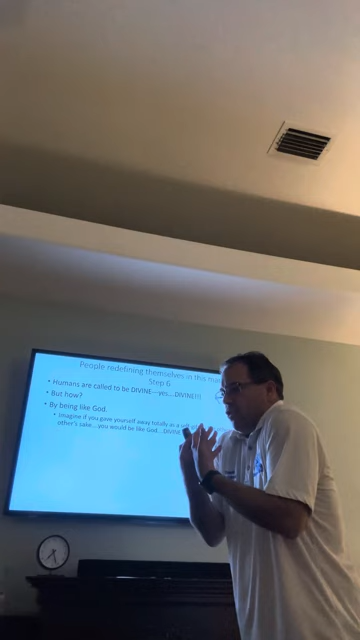 People redefining themselves in this
Step 6
• Humans are called to be DIVINE---yes....DIVINE!!!
• But how?
• By being like God.
• Imagine if you gave yourself away totally as a
other's sake... you would be like God...DIVINE